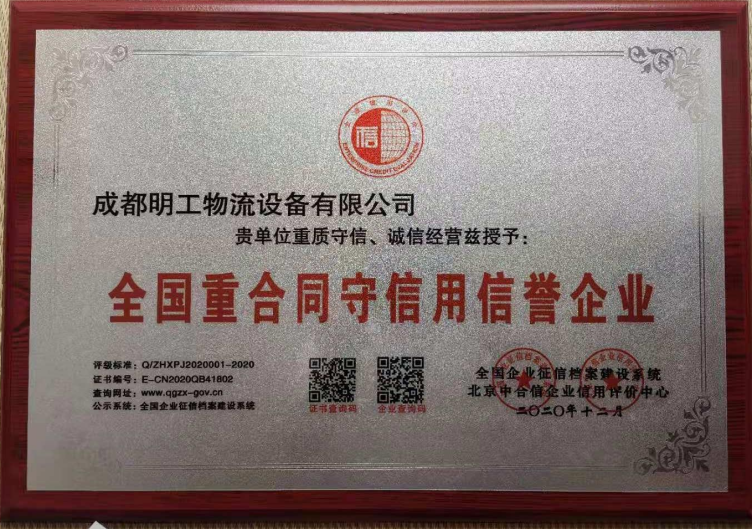 信
ENTERPRISE CREDIT EVALUATION
成都明工物流设备有限公司
贵单位重质守信、诚信经营兹授予：
全国重合同守信用信誉企业
评级标准：Q/ZHXPJ2020001-2020
证书编号：E-CN2020QB41802
查询网址：www.qgzx-gov.cn
公示系统：全国企业征信档案建设系统
证书查询码
企业查询码
全国企业征信档案建设系统
北京中合信企业信用评价中心
二〇二〇年十二月